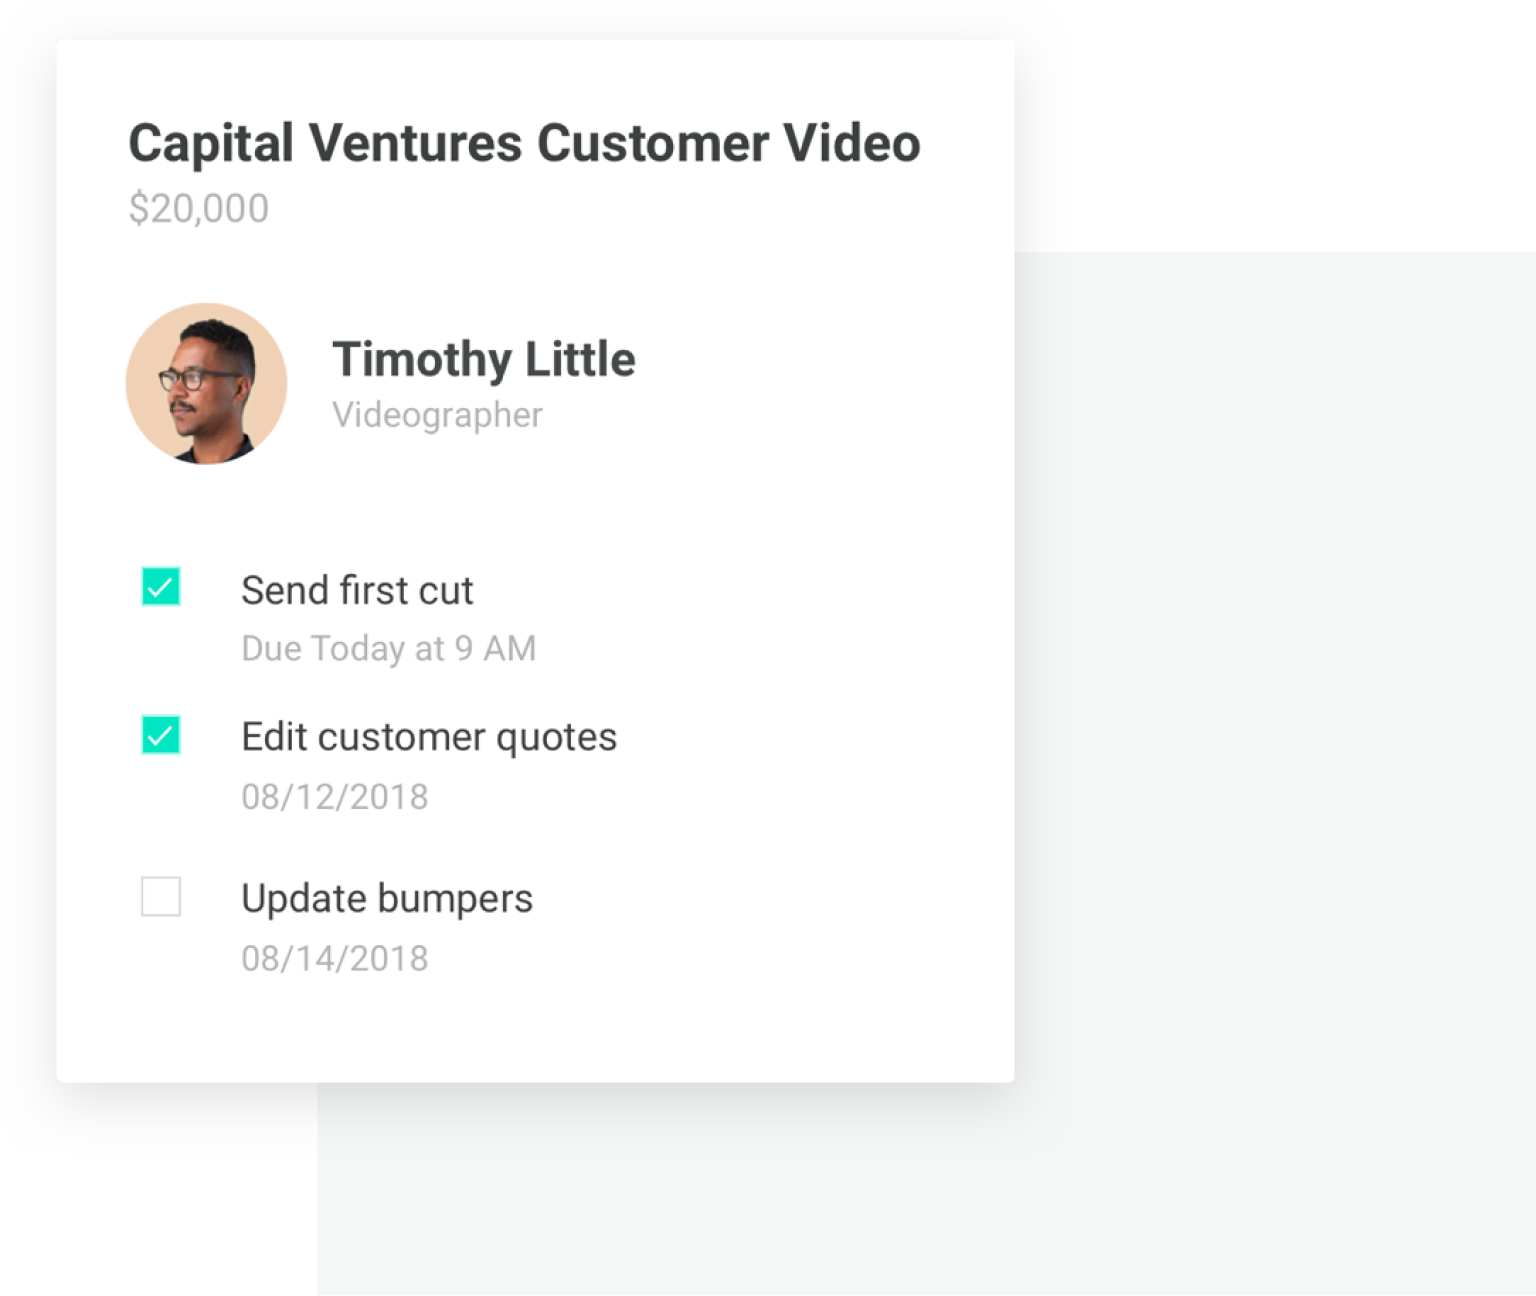 Capital Ventures Customer Video
$20,000
Timothy Little
Videographer
Send first cut
Due Today at 9 AM
Edit customer quotes
08/12/2018
Update bumpers
08/14/2018